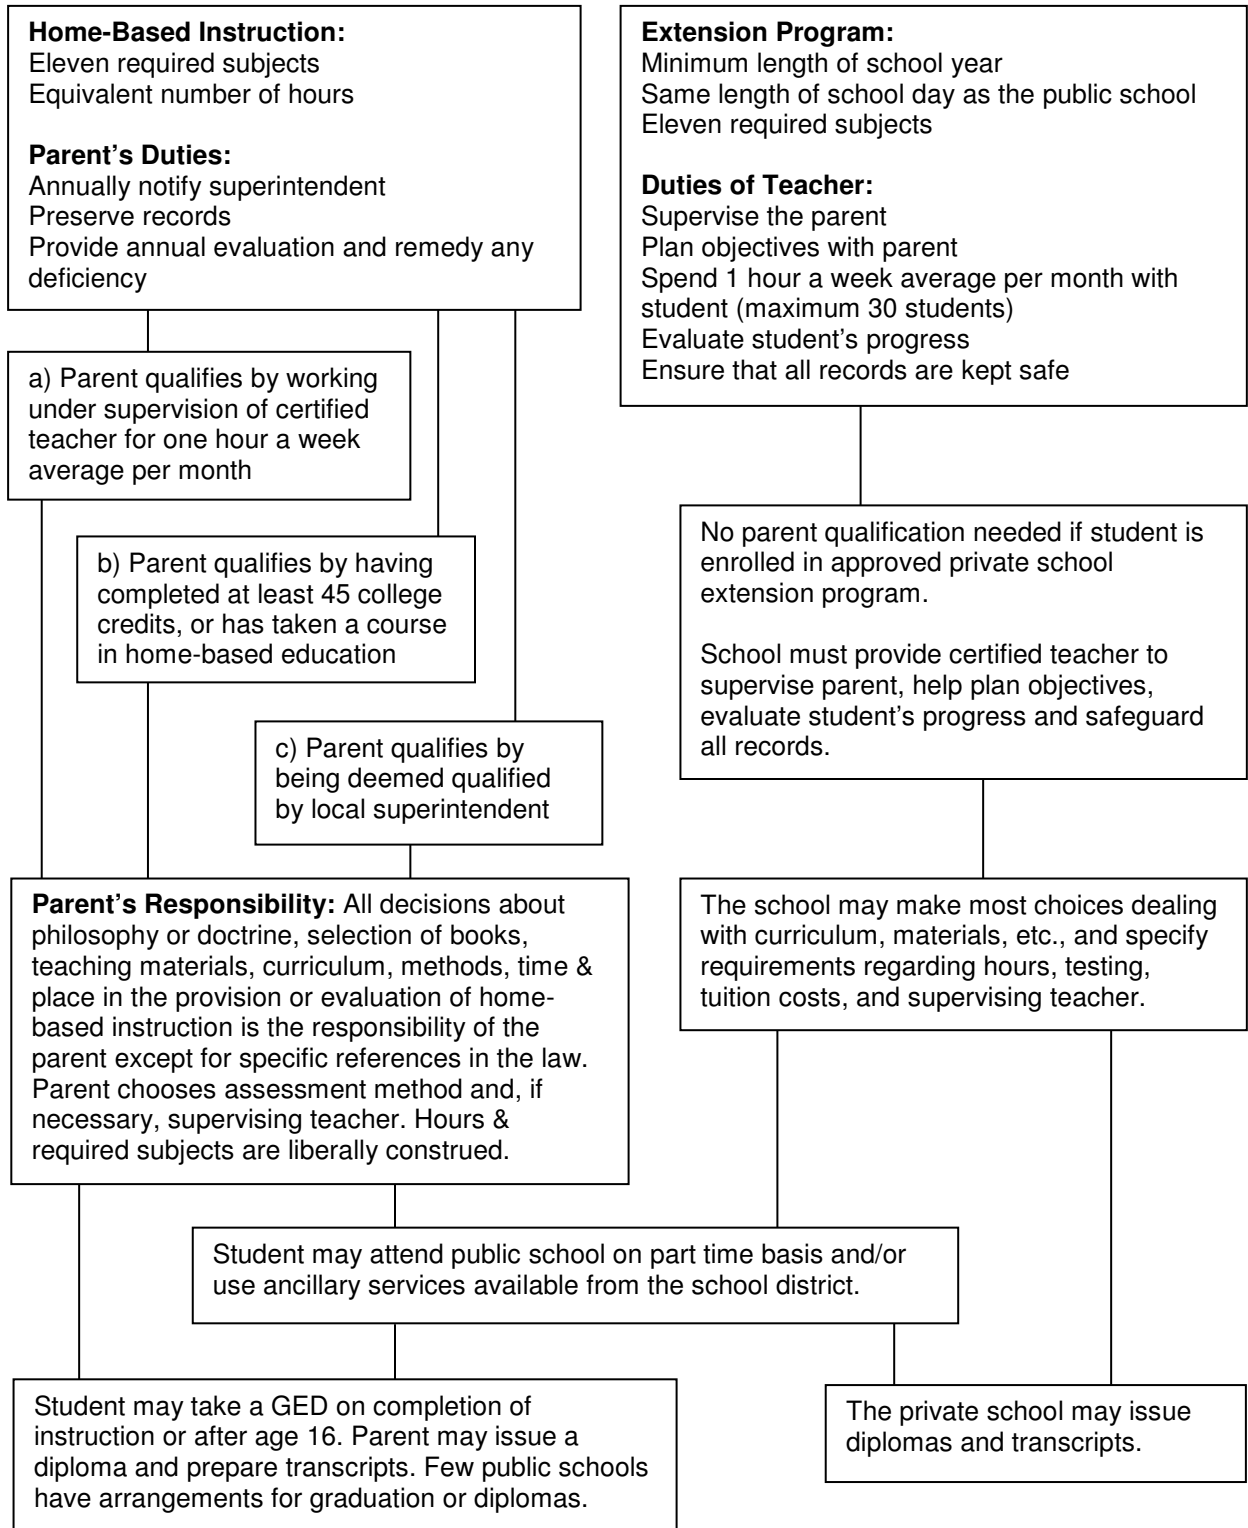 Home-Based Instruction:
Eleven required subjects
Equivalent number of hours
Parent's Duties:
Annually notify superintendent
Preserve records
Provide annual evaluation and remedy any
deficiency
Extension Program:
Minimum length of school year
Same length of school day as the public school
Eleven required subjects
Duties of Teacher:
Supervise the parent
Plan objectives with parent
Spend 1 hour a week average per month with
student (maximum 30 students)
Evaluate student's progress
Ensure that all records are kept safe
a) Parent qualifies by working
under supervision of certified
teacher for one hour a week
average per month
b) Parent qualifies by having
completed at least 45 college
credits, or has taken a course
in home-based education
c) Parent qualifies by
being deemed qualified
by local superintendent
No parent qualification needed if student is
enrolled in approved private school
extension program.
School must provide certified teacher to
supervise parent, help plan objectives,
evaluate student's progress and safeguard
all records.
Parent's Responsibility: All decisions about
philosophy or doctrine, selection of books,
teaching materials, curriculum, methods, time &
place in the provision or evaluation of home-
based instruction is the responsibility of the
parent except for specific references in the law.
Parent chooses assessment method and, if
necessary, supervising teacher. Hours &
required subjects are liberally construed.
The school may make most choices dealing
with curriculum, materials, etc., and specify
requirements regarding hours, testing,
tuition costs, and supervising teacher.
Student may attend public school on part time basis and/or
use ancillary services available from the school district.
Student may take a GED on completion of
instruction or after age 16. Parent may issue a
diploma and prepare transcripts. Few public schools
have arrangements for graduation or diplomas.
The private school may issue
diplomas and transcripts.